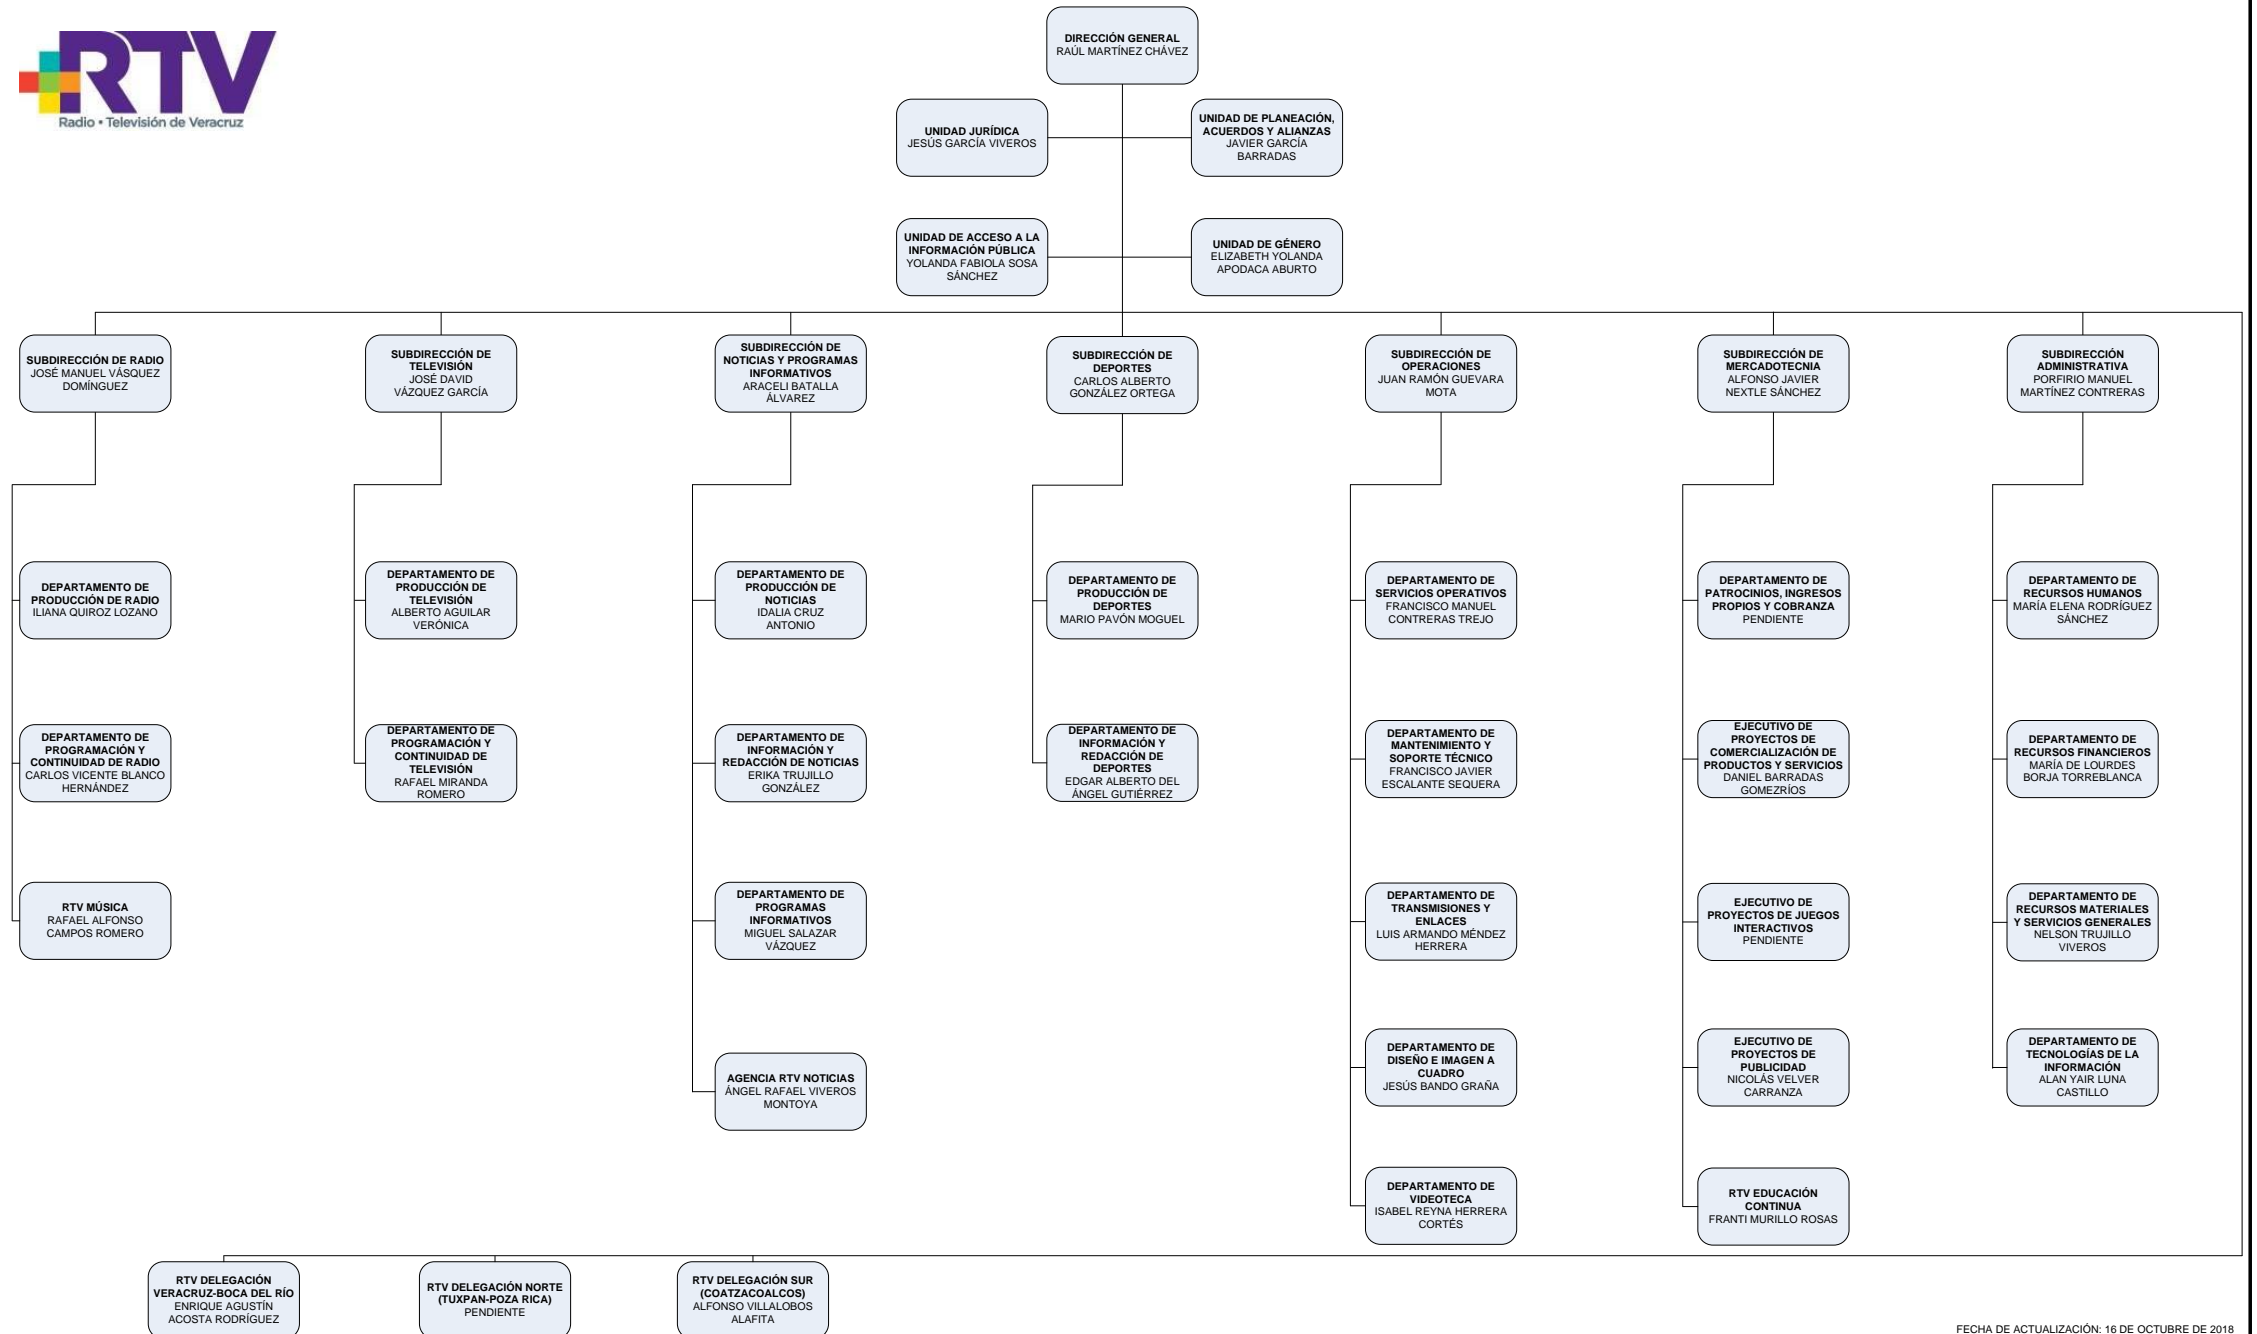 RTV
Radio • Televisión de Veracruz
DIRECCIÓN GENERAL
RAÚL MARTÍNEZ CHÁVEZ
UNIDAD JURÍDICA
JESÚS GARCÍA VIVEROS
UNIDAD DE PLANEACIÓN,
ACUERDOS Y ALIANZAS
JAVIER GARCÍA
BARRADAS
UNIDAD DE ACCESO A LA
INFORMACIÓN PÚBLICA
YOLANDA FABIOLA SOSA
SÁNCHEZ
UNIDAD DE GÉNERO
ELIZABETH YOLANDA
APODACA ABURTO
SUBDIRECCIÓN DE RADIO
JOSÉ MANUEL VÁSQUEZ
DOMÍNGUEZ
SUBDIRECCIÓN DE
TELEVISIÓN
JOSÉ DAVID
VÁZQUEZ GARCÍA
SUBDIRECCIÓN DE
NOTICIAS Y PROGRAMAS
INFORMATIVOS
ARACELI BATALLA
ÁLVAREZ
SUBDIRECCIÓN DE
DEPORTES
CARLOS ALBERTO
GONZÁLEZ ORTEGA
SUBDIRECCIÓN DE
OPERACIONES
JUAN RAMÓN GUEVARA
MOTA
SUBDIRECCIÓN DE
MERCADOTECNIA
ALFONSO JAVIER
NEXTLE SÁNCHEZ
SUBDIRECCIÓN
ADMINISTRATIVA
PORFIRIO MANUEL
MARTÍNEZ CONTRERAS
DEPARTAMENTO DE
PRODUCCIÓN DE RADIO
ILIANA QUIROZ LOZANO
DEPARTAMENTO DE
PRODUCCIÓN DE
TELEVISIÓN
ALBERTO AGUILAR
VERÓNICA
DEPARTAMENTO DE
PRODUCCIÓN DE
NOTICIAS
IDALIA CRUZ
ANTONIO
DEPARTAMENTO DE
PRODUCCIÓN DE
DEPORTES
MARIO PAVÓN MOGUEL
DEPARTAMENTO DE
SERVICIOS OPERATIVOS
FRANCISCO MANUEL
CONTRERAS TREJO
DEPARTAMENTO DE
PATROCINIOS, INGRESOS
PROPIOS Y COBRANZA
PENDIENTE
DEPARTAMENTO DE
RECURSOS HUMANOS
MARÍA ELENA RODRÍGUEZ
SÁNCHEZ
DEPARTAMENTO DE
PROGRAMACIÓN Y
CONTINUIDAD DE RADIO
CARLOS VICENTE BLANCO
HERNÁNDEZ
DEPARTAMENTO DE
PROGRAMACIÓN Y
CONTINUIDAD DE
TELEVISIÓN
RAFAEL MIRANDA
ROMERO
DEPARTAMENTO DE
INFORMACIÓN Y
REDACCIÓN DE NOTICIAS
ERIKA TRUJILLO
GONZÁLEZ
DEPARTAMENTO DE
INFORMACIÓN Y
REDACCIÓN DE
DEPORTES
EDGAR ALBERTO DEL
ÁNGEL GUTIÉRREZ
DEPARTAMENTO DE
MANTENIMIENTO Y
SOPORTE TÉCNICO
FRANCISCO JAVIER
ESCALANTE SEQUERA
EJECUTIVO DE
PROYECTOS DE
COMERCIALIZACIÓN DE
PRODUCTOS Y SERVICIOS
DANIEL BARRADAS
GOMEZRÍOS
DEPARTAMENTO DE
RECURSOS FINANCIEROS
MARÍA DE LOURDES
BORJA TORREBLANCA
RTV MÚSICA
RAFAEL ALFONSO
CAMPOS ROMERO
DEPARTAMENTO DE
PROGRAMAS
INFORMATIVOS
MIGUEL SALAZAR
VÁZQUEZ
DEPARTAMENTO DE
TRANSMISIONES Y
ENLACES
LUIS ARMANDO MÉNDEZ
HERRERA
EJECUTIVO DE
PROYECTOS DE JUEGOS
INTERACTIVOS
PENDIENTE
DEPARTAMENTO DE
RECURSOS MATERIALES
Y SERVICIOS GENERALES
NELSON TRUJILLO
VIVEROS
AGENCIA RTV NOTICIAS
ÁNGEL RAFAEL VIVEROS
MONTOYA
DEPARTAMENTO DE
DISEÑO E IMAGEN A
CUADRO
JESÚS BANDO GRAÑA
EJECUTIVO DE
PROYECTOS DE
PUBLICIDAD
NICOLÁS VELVER
CARRANZA
DEPARTAMENTO DE
TECNOLOGÍAS DE LA
INFORMACIÓN
ALAN YAIR LUNA
CASTILLO
DEPARTAMENTO DE
VIDEOTECA
ISABEL REYNA HERRERA
CORTÉS
RTV EDUCACIÓN
CONTINUA
FRANTI MURILLO ROSAS
RTV DELEGACIÓN
VERACRUZ-BOCA DEL RÍO
ENRIQUE AGUSTÍN
ACOSTA RODRÍGUEZ
RTV DELEGACIÓN NORTE
(TUXPAN-POZA RICA)
PENDIENTE
RTV DELEGACIÓN SUR
(COATZACOALCOS)
ALFONSO VILLALOBOS
ALAFITA
FECHA DE ACTUALIZACIÓN: 16 DE OCTUBRE DE 2018